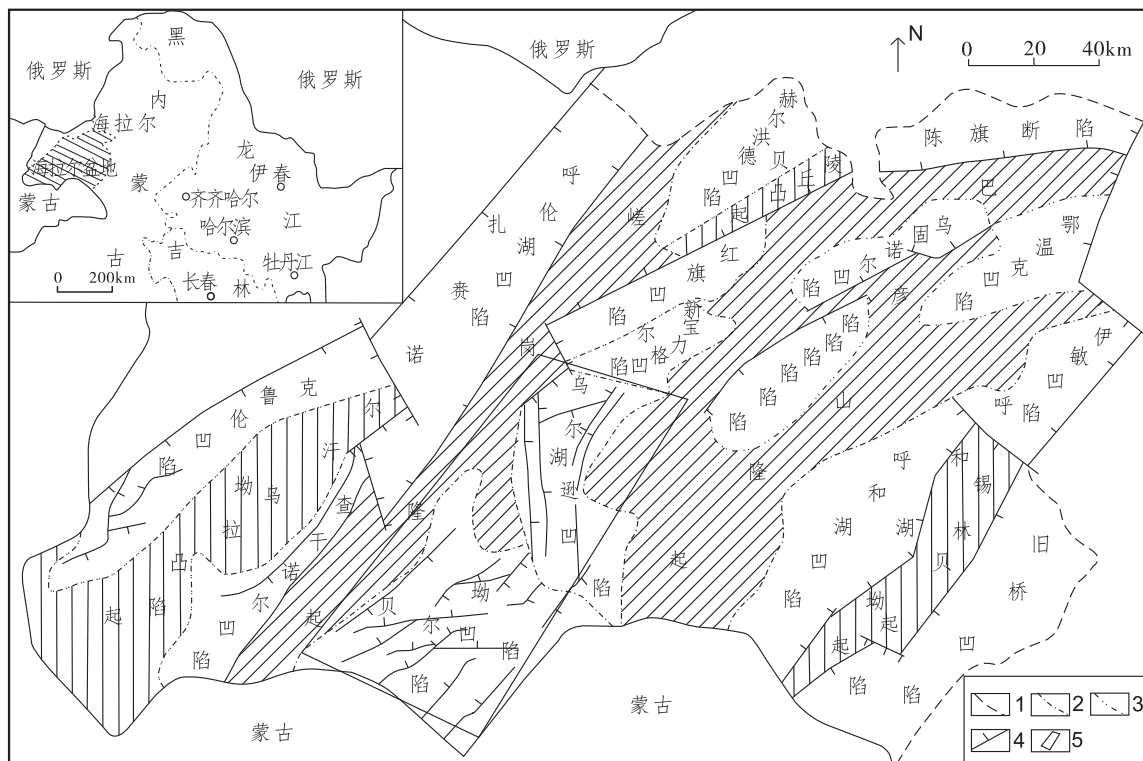 俄罗斯
黑
俄罗斯
内
海拉尔
龙
海拉尔盆地
伊春
蒙
蒙古
齐齐哈尔
哈尔滨
江
古
吉
牡丹江
0 200km
长春
林
俄罗斯
N
0 20 40km
陈旗断陷
赫尔洪德凹陷
贝丘陵凸起
嵯岗隆起
呼伦湖凹陷
扎赉诺尔坳陷
红旗凹陷
新宝力格凹陷
巴彦山隆起
乌固诺尔凹陷
鄂温克凹陷
陷陷陷陷陷
伊敏凹陷
克鲁伦凹陷
汗乌拉凸起
查干诺尔凹陷
乌尔逊凹陷
贝尔凹陷
贝尔湖坳陷
呼和湖凹陷
呼和湖坳陷
锡林贝尔凸起
旧桥凹陷
蒙古
蒙古
1
2
3
4
5